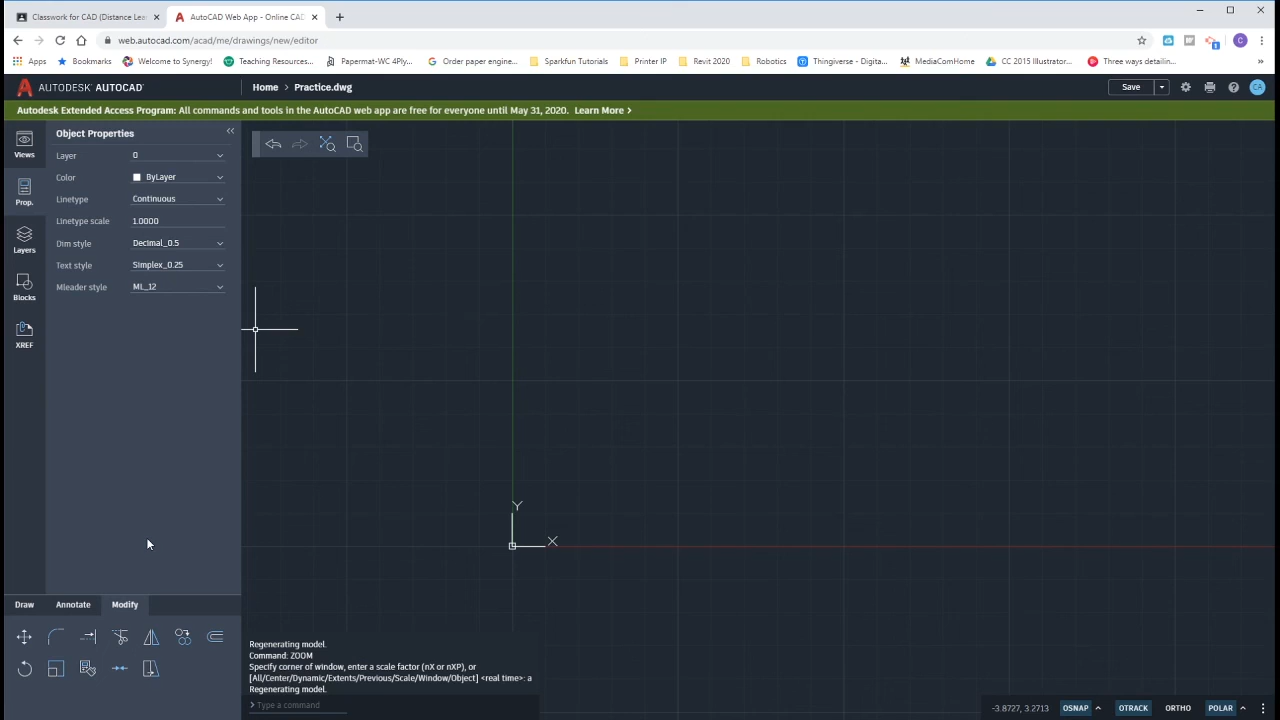 Classwork for CAD (Distance Lea
AutoCAD Web App - Online CAD
web.autocad.com/acad/me/drawings/new/editor
C
Apps
Bookmarks
Welcome to Synergy!
Teaching Resources...
Papermat-WC 4Ply...
Order paper engine...
Sparkfun Tutorials
Printer IP
Revit 2020
Robotics
Thingiverse - Digita...
MediaComHome
CC 2015 Illustrator...
Three ways detailin...
AUTODESK® AUTOCAD®
Home > Practice.dwg
Save
CA
Autodesk Extended Access Program: All commands and tools in the AutoCAD web app are free for everyone until May 31, 2020. Learn More >
Views
Prop.
Layers
Blocks
XREF
Object Properties
Layer 0
Color ByLayer
Linetype Continuous
Linetype scale 1.0000
Dim style Decimal_0.5
Text style Simplex_0.25
Mleader style ML_12
Y
X
Draw Annotate Modify
Regenerating model.
Command: ZOOM
Specify corner of window, enter a scale factor (nX or nXP), or
[All/Center/Dynamic/Extents/Previous/Scale/Window/Object] <real time>: a
Regenerating model.
Type a command
-3.8727, 3.2713 OSNAP OTRACK ORTHO POLAR